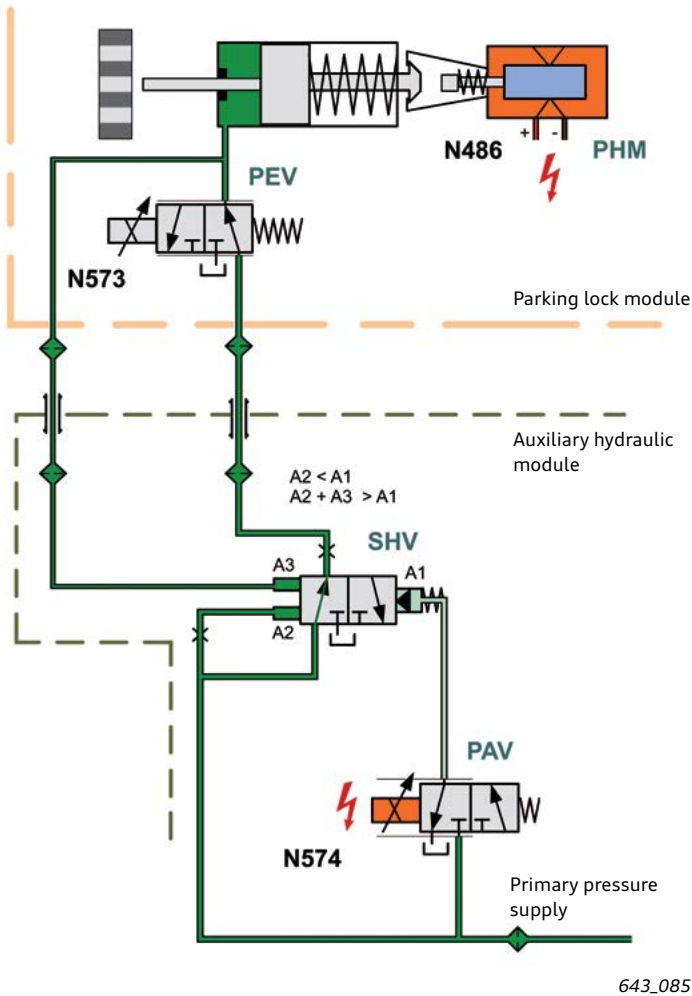 N486
+ -
PHM
PEV
N573
Parking lock module
Auxiliary hydraulic
module
A2 < A1
A2 + A3 > A1
SHV
A3
A1
A2
PAV
N574
Primary pressure
supply
643_085